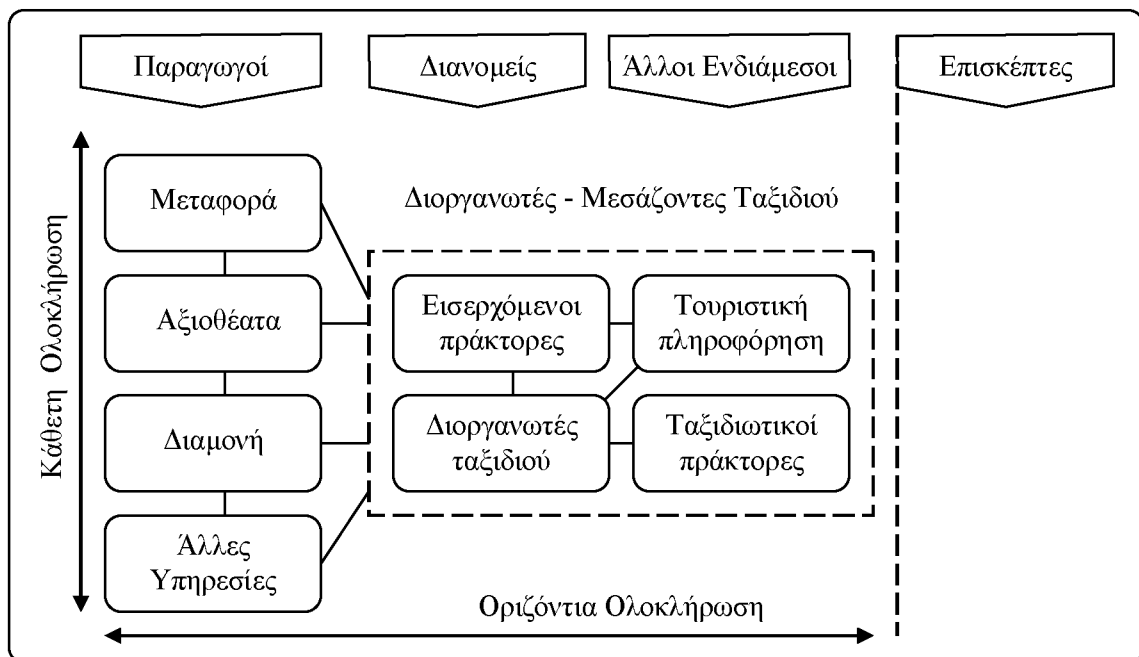 Παραγωγοί
Διανομείς
Άλλοι Ενδιάμεσοι
Επισκέπτες
Κάθετη Ολοκλήρωση
Μεταφορά
Διοργανωτές - Μεσάζοντες Ταξιδιού
Αξιοθέατα
Εισερχόμενοι
πράκτορες
Τουριστική
πληροφόρηση
Διαμονή
Διοργανωτές
ταξιδιού
Ταξιδιωτικοί
πράκτορες
Άλλες
Υπηρεσίες
Οριζόντια Ολοκλήρωση